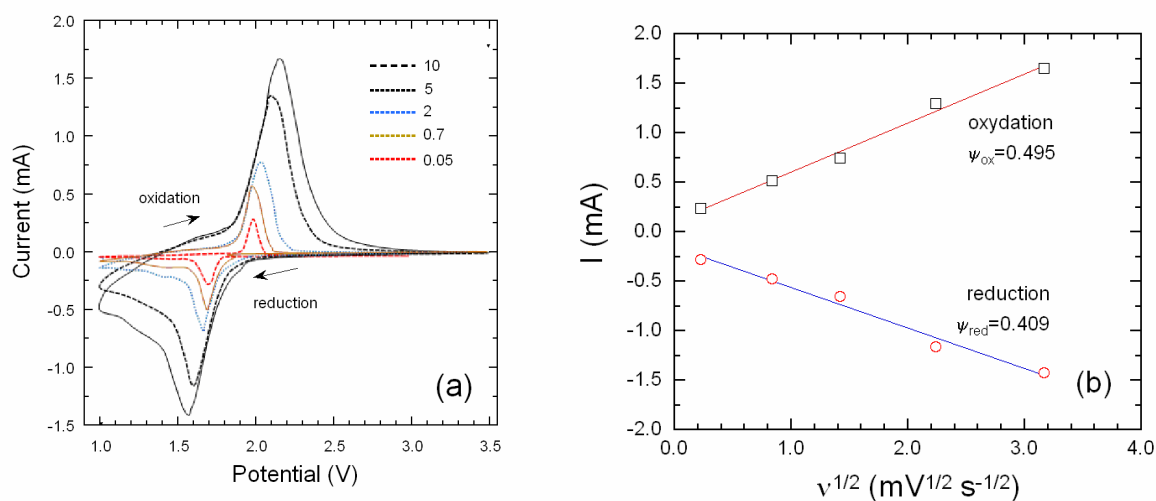 2.0
1.5
1.0
0.5
0.0
-0.5
-1.0
-1.5
Current (mA)
10
5
2
0.7
0.05
oxidation
reduction
(a)
1.0 1.5 2.0 2.5 3.0 3.5
Potential (V)
2.0
1.5
1.0
0.5
0.0
-0.5
-1.0
-1.5
-2.0
I (mA)
oxydation
ψox=0.495
reduction
ψred=0.409
(b)
0.0 1.0 2.0 3.0 4.0
ν1/2 (mV1/2 s-1/2)